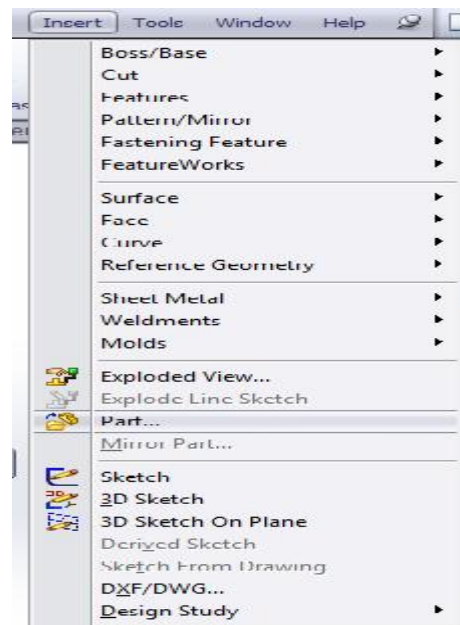 Insert Tools Window Help
Boss/Base
Cut
Features
Pattern/Mirror
Fastening Feature
FeatureWorks
Surface
Face
Curve
Reference Geometry
Sheet Metal
Weldments
Molds
Exploded View...
Explode Line Sketch
Part...
Mirror Part...
Sketch
3D Sketch
3D Sketch On Plane
Derived Sketch
Sketch From Drawing
DXF/DWG...
Design Study